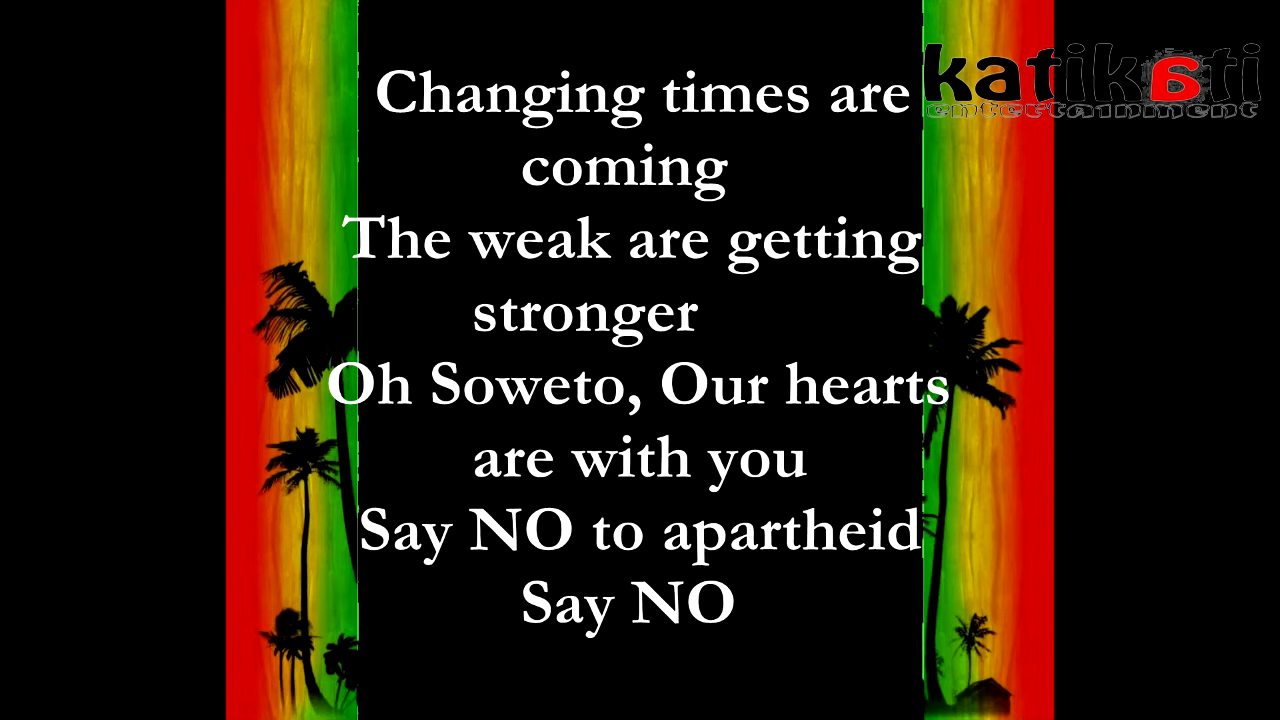 katikati
entertainment
Changing times are
coming
The weak are getting
stronger
Oh Soweto, Our hearts
are with you
Say NO to apartheid
Say NO